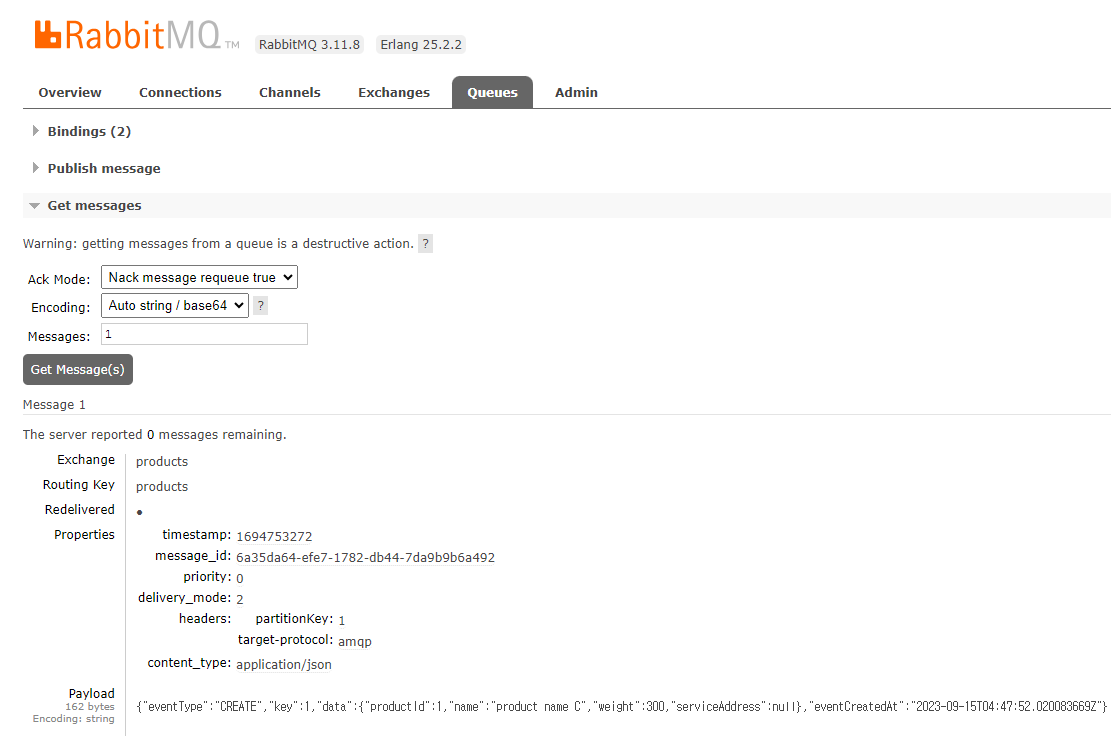 RabbitMQ TM RabbitMQ 3.11.8 Erlang 25.2.2
Overview Connections Channels Exchanges Queues Admin
Bindings (2)
Publish message
Get messages
Warning: getting messages from a queue is a destructive action. ?
Ack Mode: Nack message requeue true
Encoding: Auto string / base64 ?
Messages: 1
Get Message(s)
Message 1
The server reported 0 messages remaining.
Exchange products
Routing Key products
Redelivered ●
Properties timestamp: 1694753272
message_id: 6a35da64-efe7-1782-db44-7da9b9b6a492
priority: 0
delivery_mode: 2
headers: partitionKey: 1
target-protocol: amqp
content_type: application/json
Payload
162 bytes
Encoding: string
{"eventType":"CREATE","key":1,"data":{"productId":1,"name":"product name C","weight":300,"serviceAddress":null},"eventCreatedAt":"2023-09-15T04:47:52.020083669Z"}